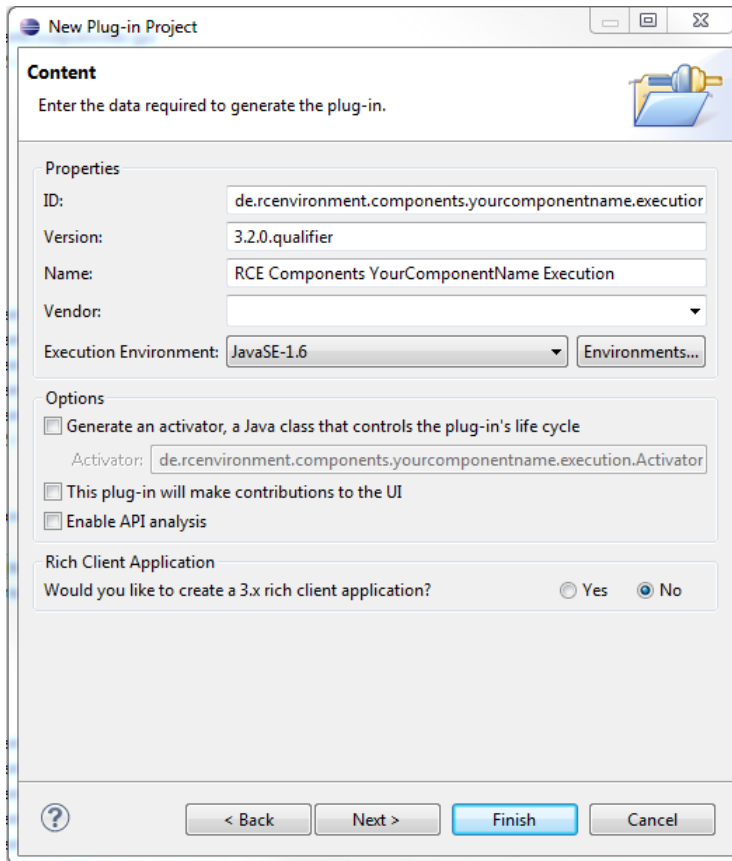 New Plug-in Project
Content
Enter the data required to generate the plug-in.
Properties
ID: de.rcenvironment.components.yourcomponentname.execution
Version: 3.2.0.qualifier
Name: RCE Components YourComponentName Execution
Vendor:
Execution Environment: JavaSE-1.6 Environments...
Options
Generate an activator, a Java class that controls the plug-in's life cycle
Activator: de.rcenvironment.components.yourcomponentname.execution.Activator
This plug-in will make contributions to the UI
Enable API analysis
Rich Client Application
Would you like to create a 3.x rich client application? Yes No
? < Back Next > Finish Cancel